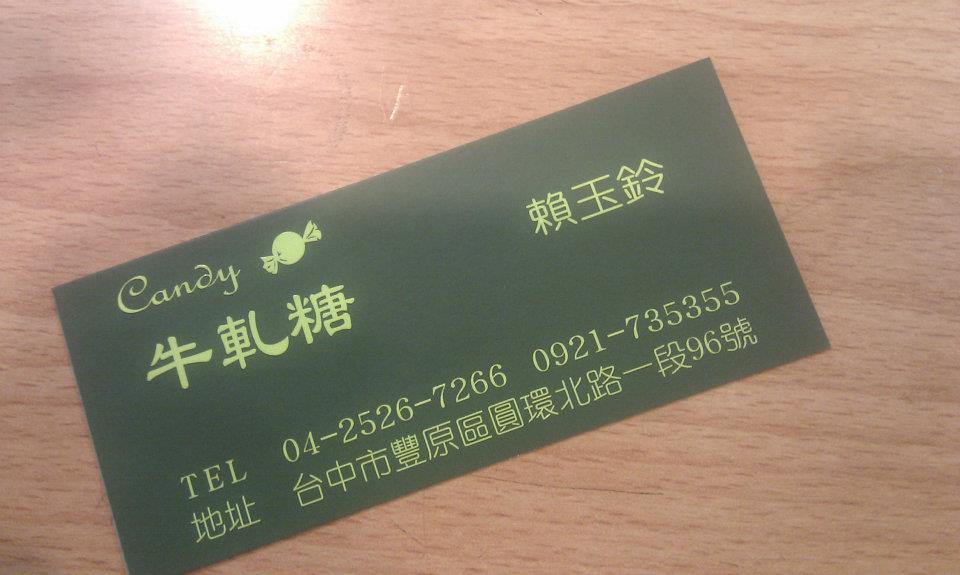 Candy
牛軋糖
賴玉鈴
TEL 04-2526-7266 0921-735355
地址 台中市豐原區圓環北路一段96號